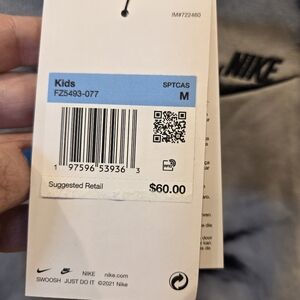 !M#722460
NIKE
Kids
SPTCAS
FZ5493-077
M
1 97596 53936 3
Suggested Retail
$60.00
NIKE nike.com
SWOOSH JUST DO IT ©2021 Nike